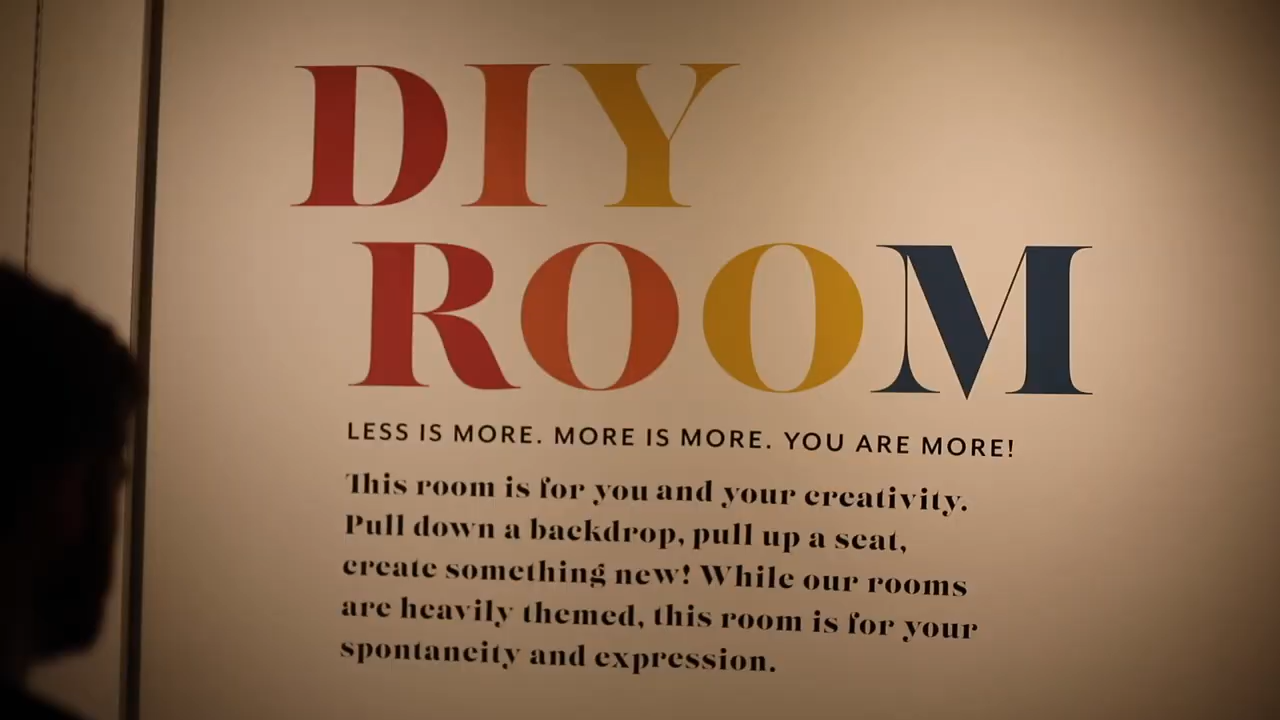 DIY
ROOM
LESS IS MORE. MORE IS MORE. YOU ARE MORE!
This room is for you and your creativity.
Pull down a backdrop, pull up a seat,
create something new! While our rooms
are heavily themed, this room is for your
spontaneity and expression.